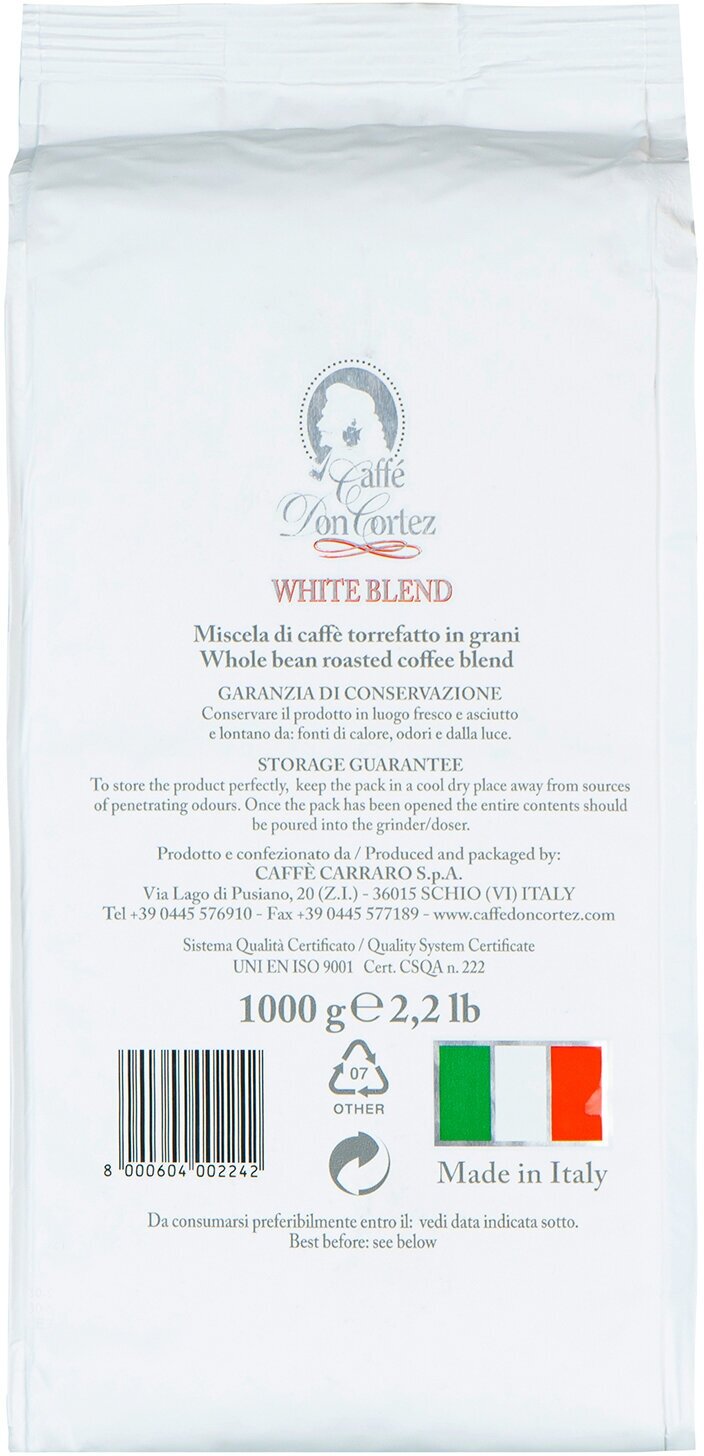 Caffé
Don Cortez
WHITE BLEND
Miscela di caffè torrefatto in grani
Whole bean roasted coffee blend
GARANZIA DI CONSERVAZIONE
Conservare il prodotto in luogo fresco e asciutto
e lontano da: fonti di calore, odori e dalla luce.
STORAGE GUARANTEE
To store the product perfectly, keep the pack in a cool dry place away from sources
of penetrating odours. Once the pack has been opened the entire contents should
be poured into the grinder/doser.
Prodotto e confezionato da / Produced and packaged by:
CAFFÈ CARRARO S.p.A.
Via Lago di Pusiano, 20 (Z.I.) - 36015 SCHIO (VI) ITALY
Tel +39 0445 576910 - Fax +39 0445 577189 - www.caffedoncortez.com
Sistema Qualità Certificato / Quality System Certificate
UNI EN ISO 9001 Cert. CSQA n. 222
1000 g ℮ 2,2 lb
07
OTHER
8 000604 002242
Made in Italy
Da consumarsi preferibilmente entro il: vedi data indicata sotto.
Best before: see below